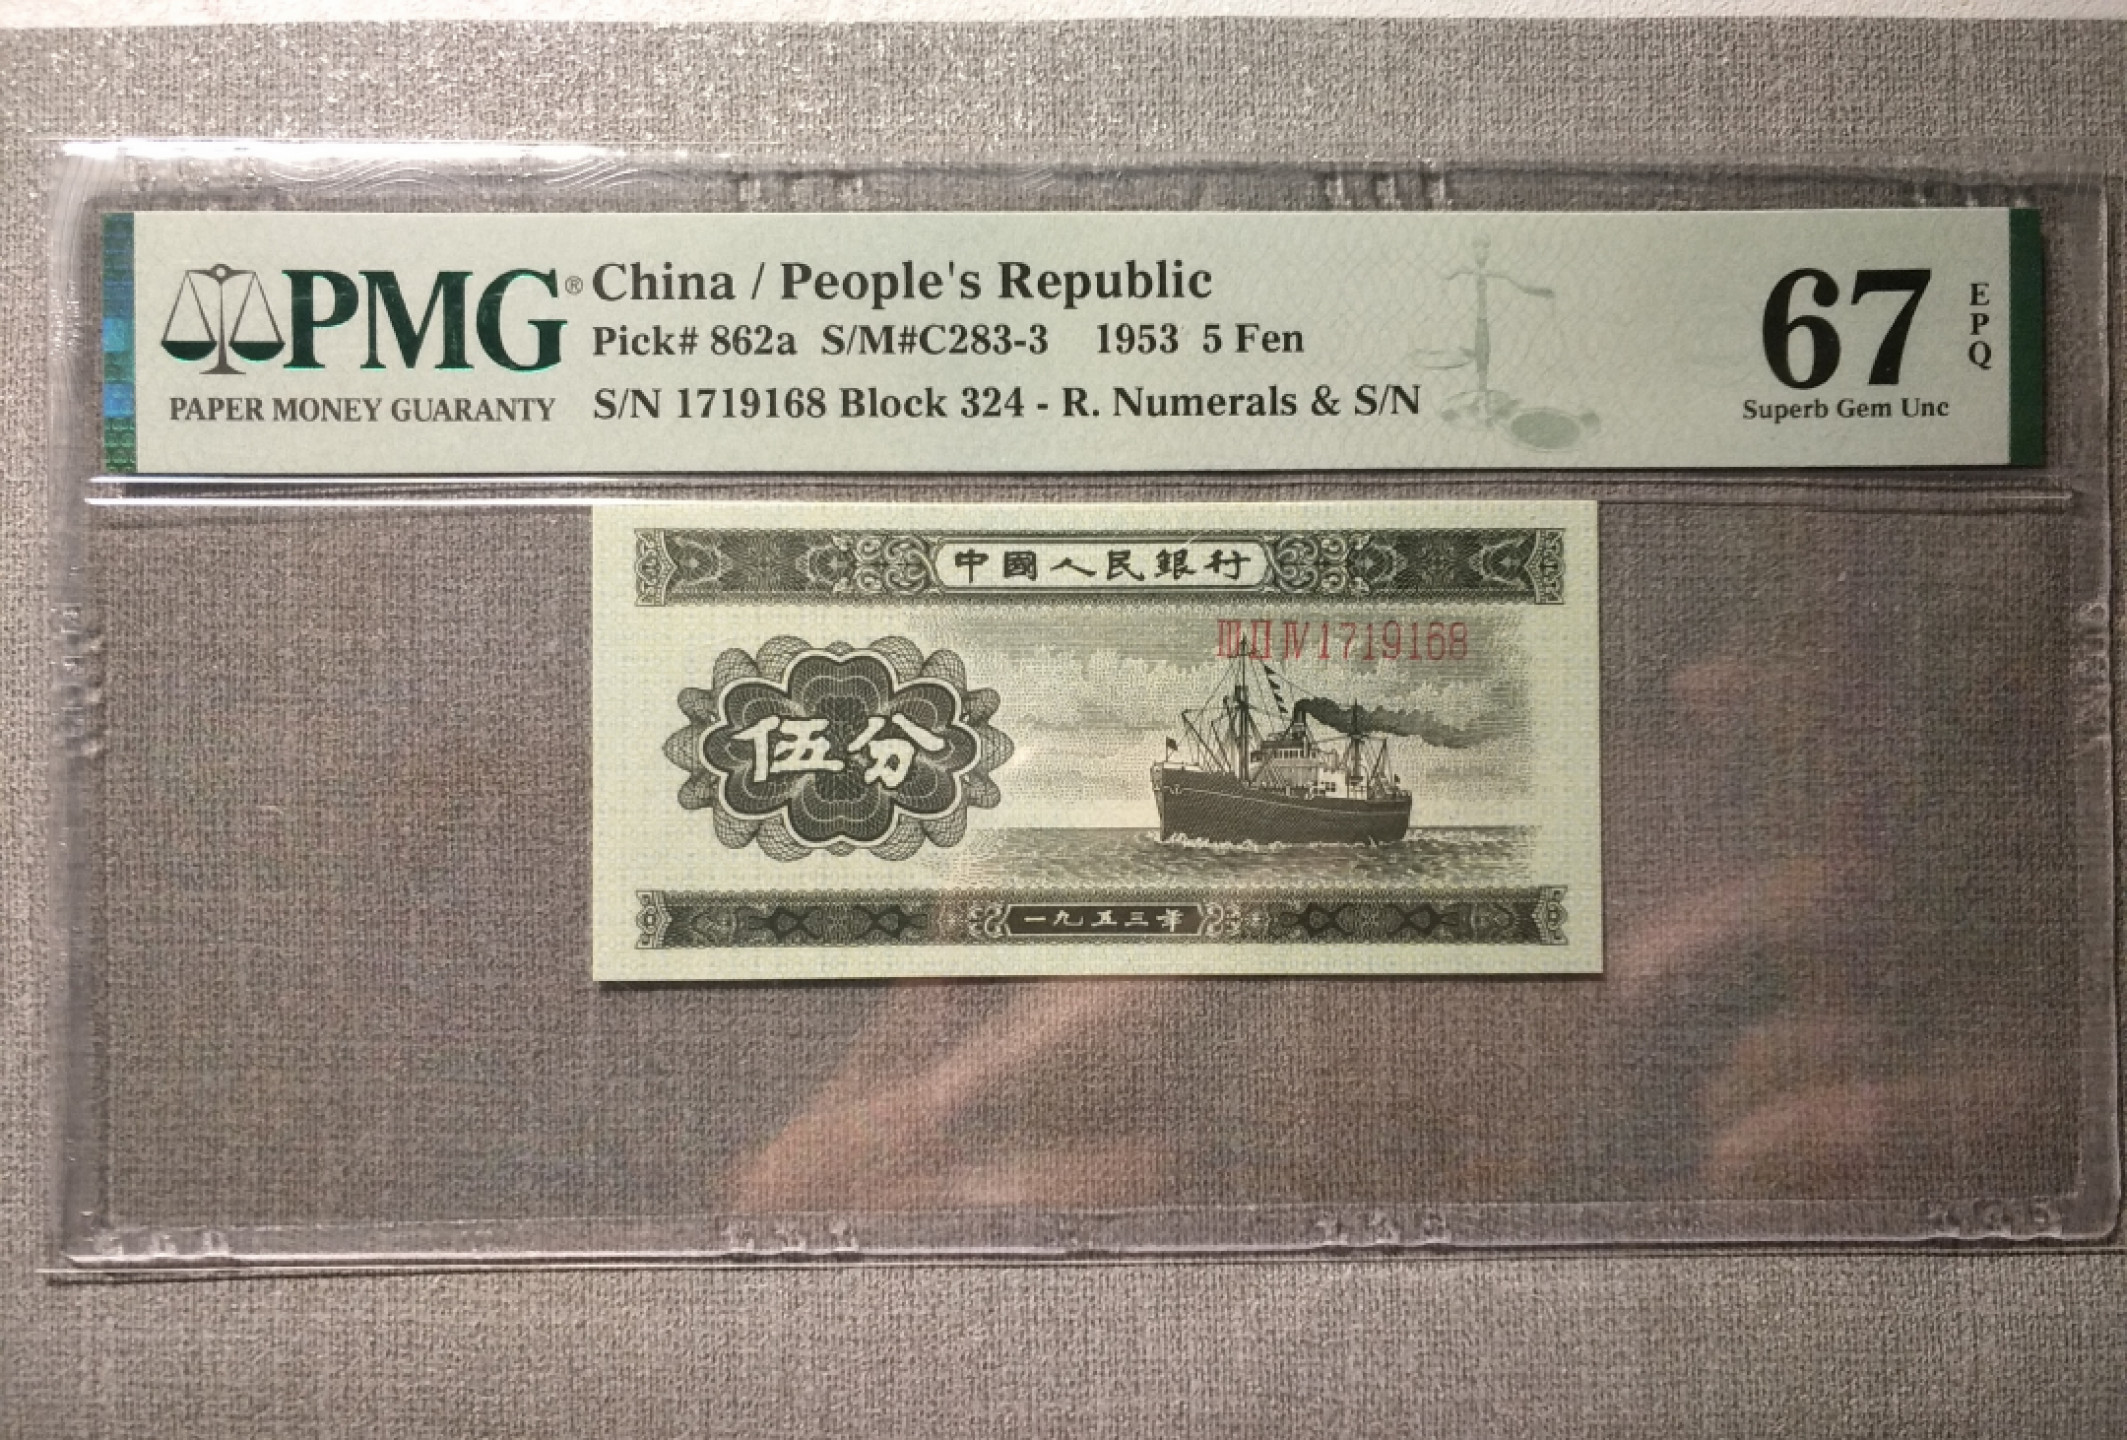 PMG®
PAPER MONEY GUARANTY
China / People's Republic
Pick# 862a S/M#C283-3 1953 5 Fen
S/N 1719168 Block 324 - R. Numerals & S/N
67
EPQ
Superb Gem Unc
中國人民銀行
III II IV 1719168
伍分
一九五三年